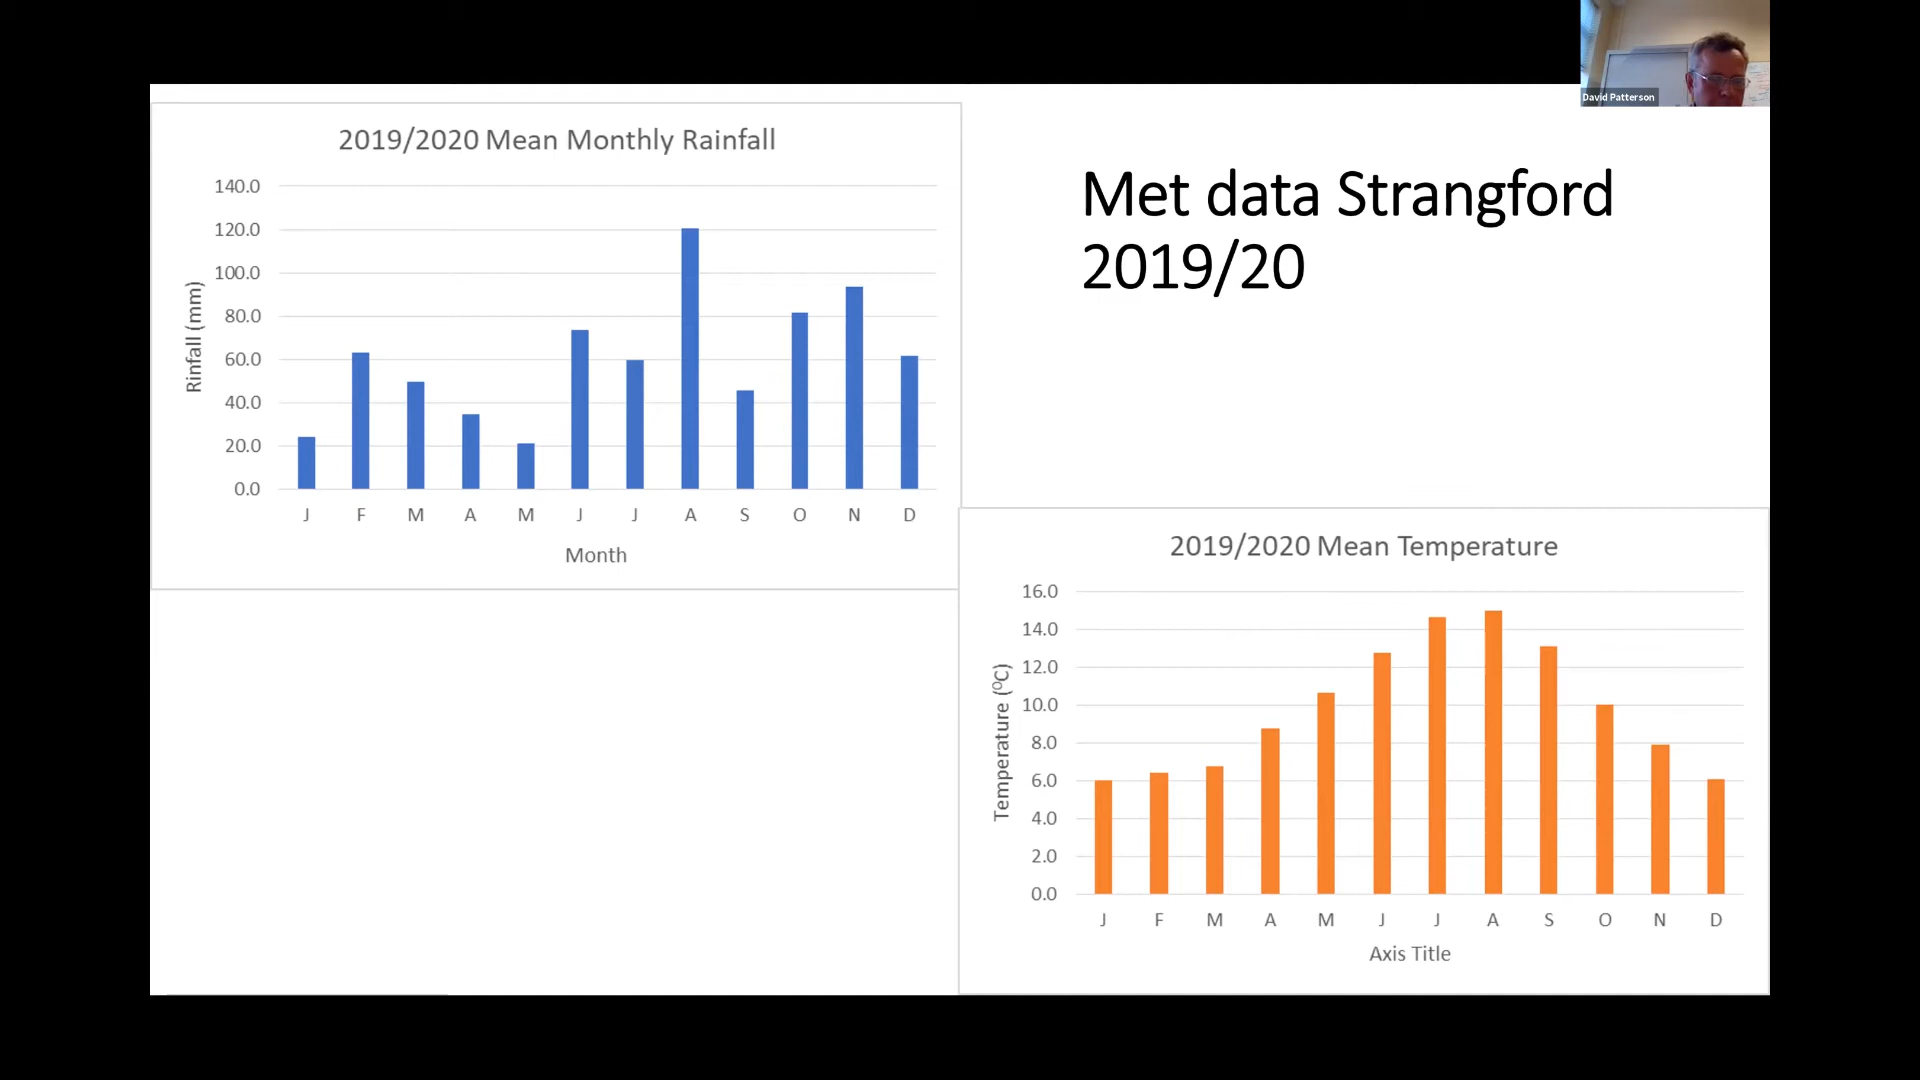 David Patterson
2019/2020 Mean Monthly Rainfall
140.0
120.0
100.0
80.0
60.0
40.0
20.0
0.0
Rinfall (mm)
J F M A M J J A S O N D
Month
Met data Strangford
2019/20
2019/2020 Mean Temperature
16.0
14.0
12.0
10.0
8.0
6.0
4.0
2.0
0.0
Temperature (⁰C)
J F M A M J J A S O N D
Axis Title